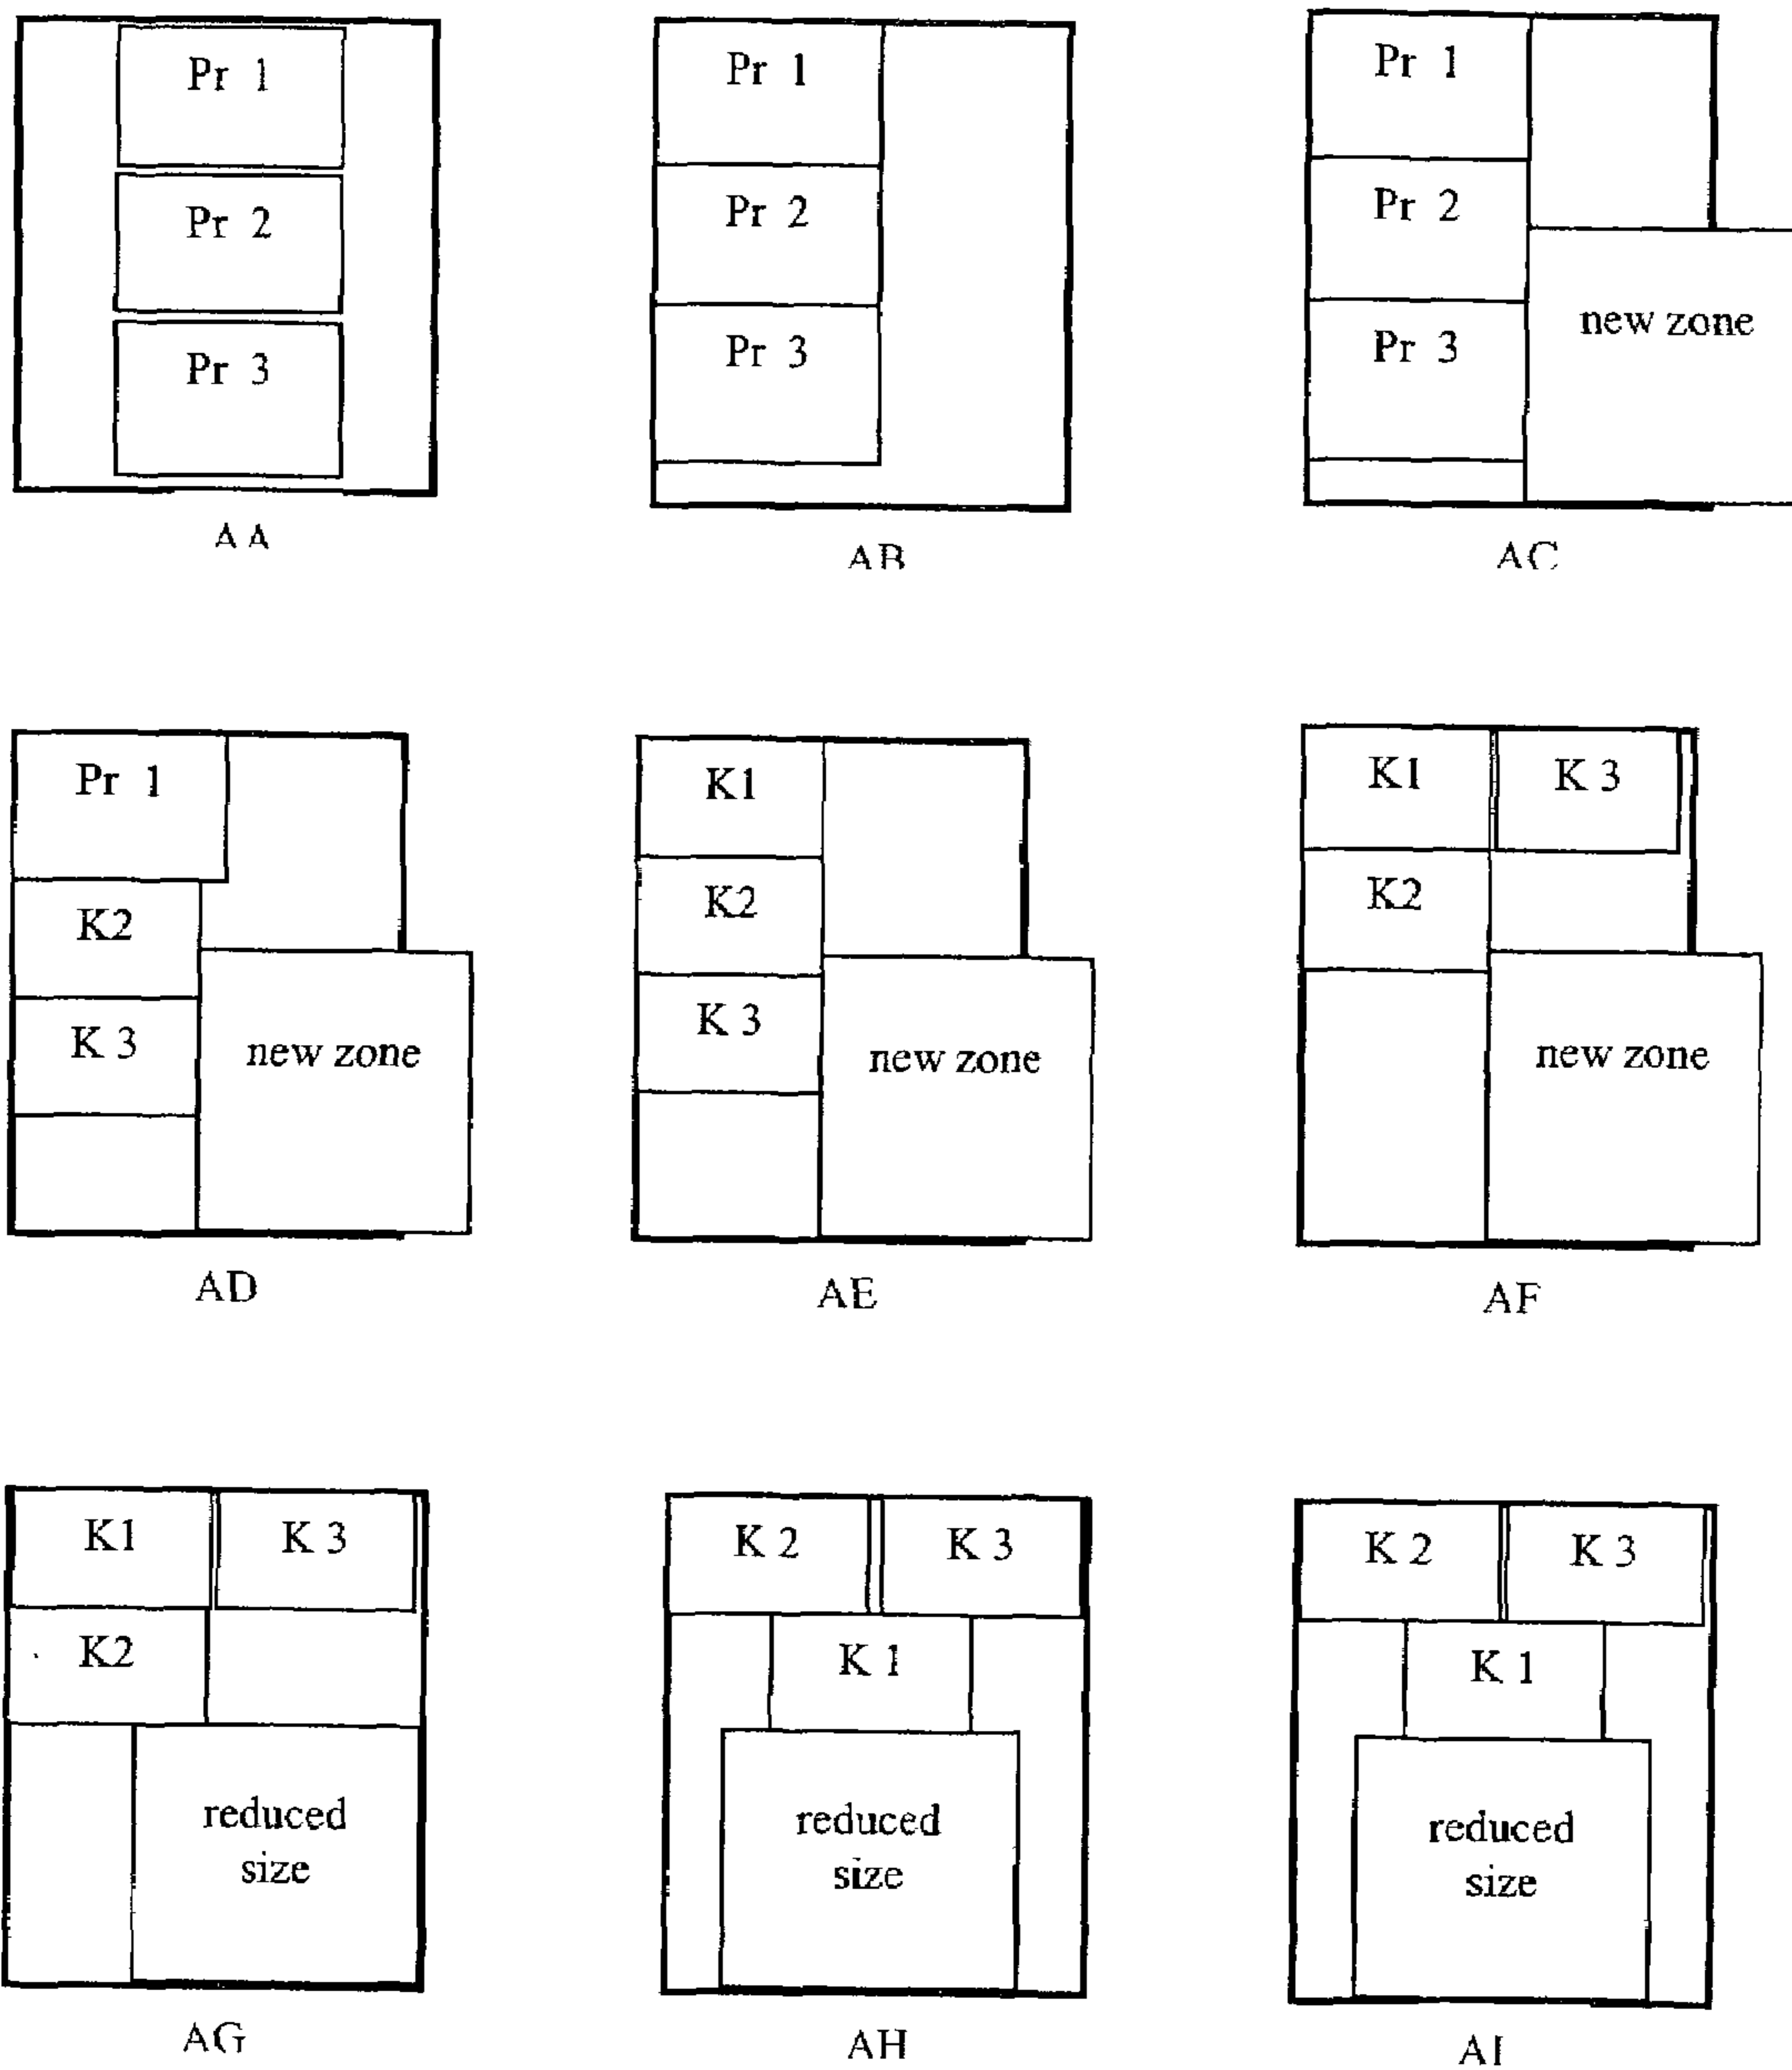 Pr 1
Pr 2
Pr 3
AA
Pr 1
Pr 2
Pr 3
AB
Pr 1
Pr 2
Pr 3
new zone
AC
Pr 1
K2
K 3
new zone
AD
K1
K2
K 3
new zone
AE
K1
K 3
K2
new zone
AF
K1
K 3
K2
reduced
size
AG
K 2
K 3
K 1
reduced
size
AH
K 2
K 3
K 1
reduced
size
AI